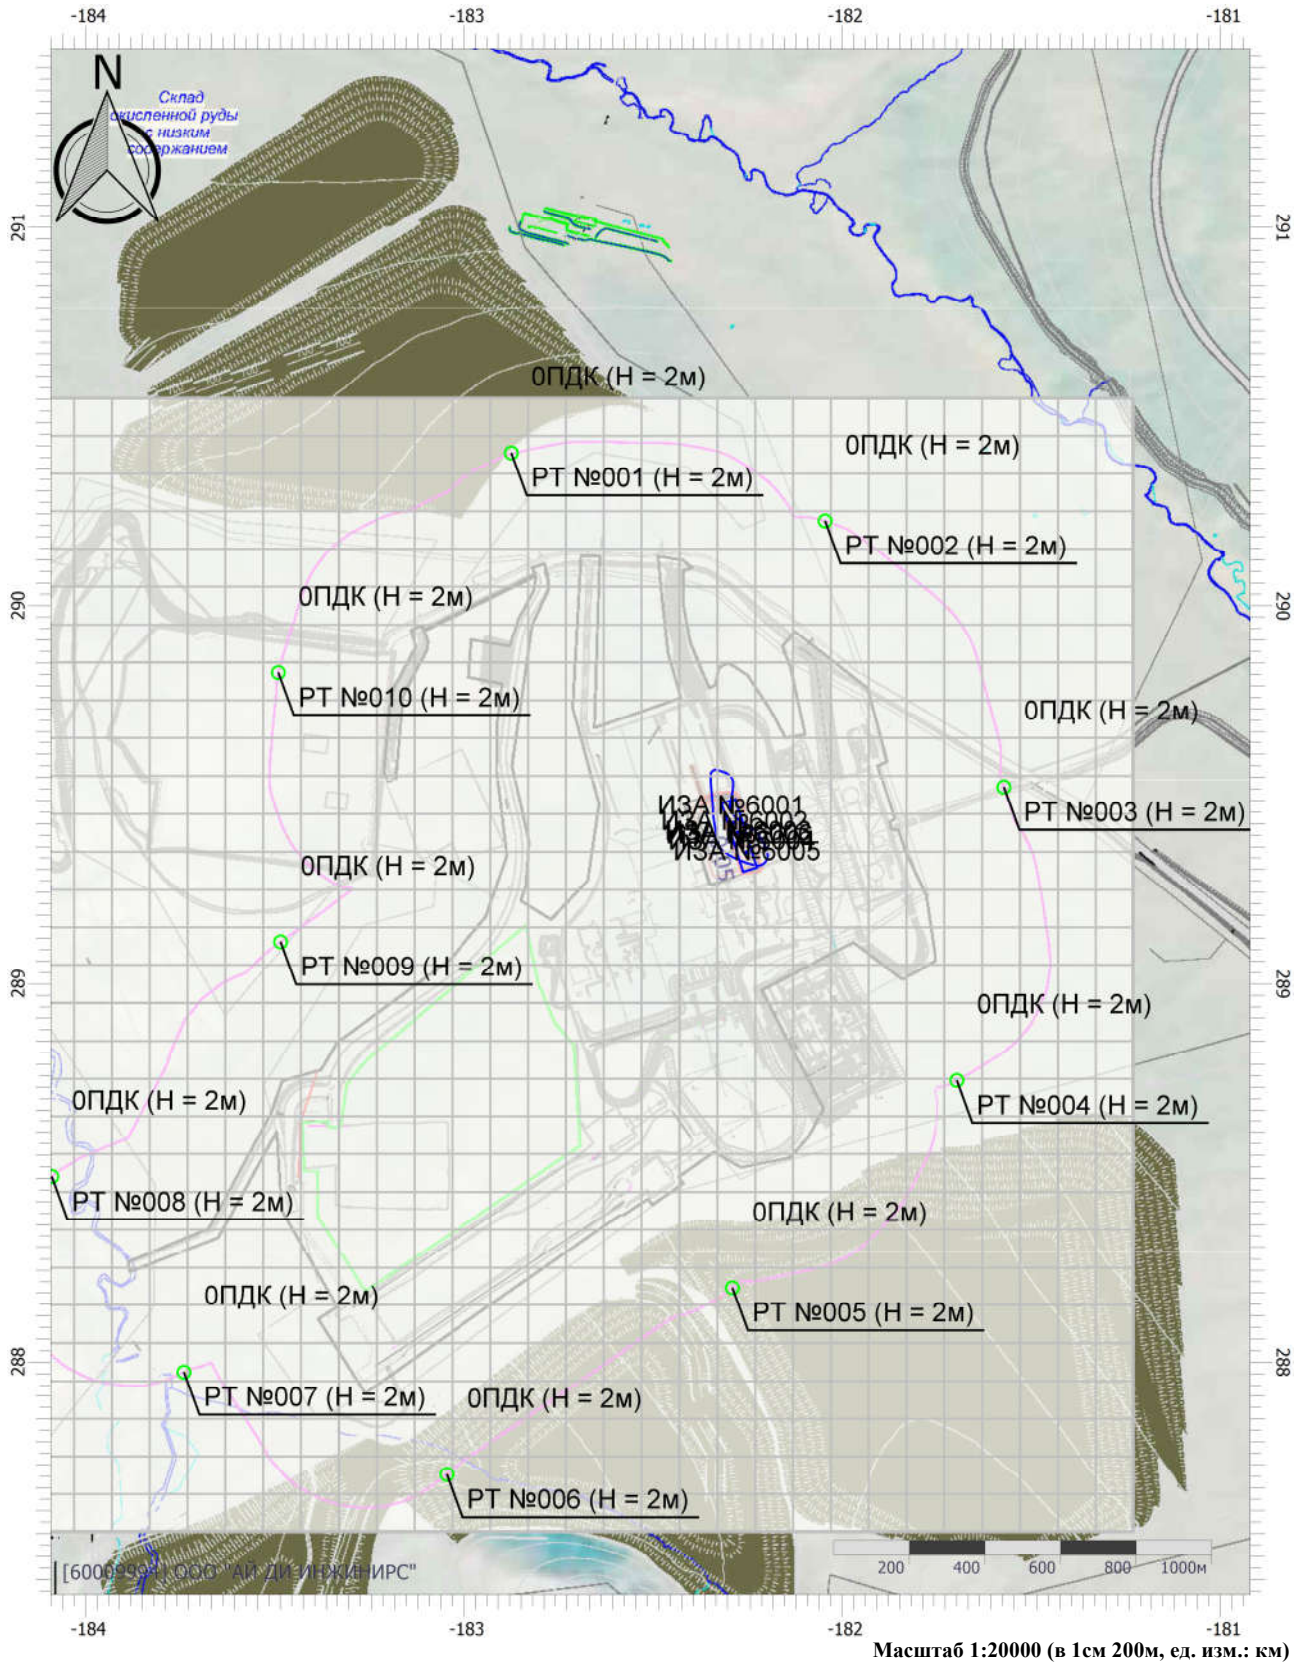 -184
-183
-182
-181
N
Склад
окисленной руды
с низким
содержанием
291
291
0ПДК (Н = 2м)
0ПДК (Н = 2м)
РТ №001 (Н = 2м)
РТ №002 (Н = 2м)
290
290
0ПДК (Н = 2м)
РТ №010 (Н = 2м)
0ПДК (Н = 2м)
ИЗА №6001
ИЗА №6002
РТ №003 (Н = 2м)
ИЗА №6005
0ПДК (Н = 2м)
РТ №009 (Н = 2м)
289
289
0ПДК (Н = 2м)
0ПДК (Н = 2м)
РТ №004 (Н = 2м)
РТ №008 (Н = 2м)
0ПДК (Н = 2м)
0ПДК (Н = 2м)
РТ №005 (Н = 2м)
288
288
РТ №007 (Н = 2м)
0ПДК (Н = 2м)
РТ №006 (Н = 2м)
ООО "АЙ ДИ ИНЖИНИРС"
200
400
600
800
1000м
-184
-183
-182
-181
Масштаб 1:20000 (в 1см 200м, ед. изм.: км)